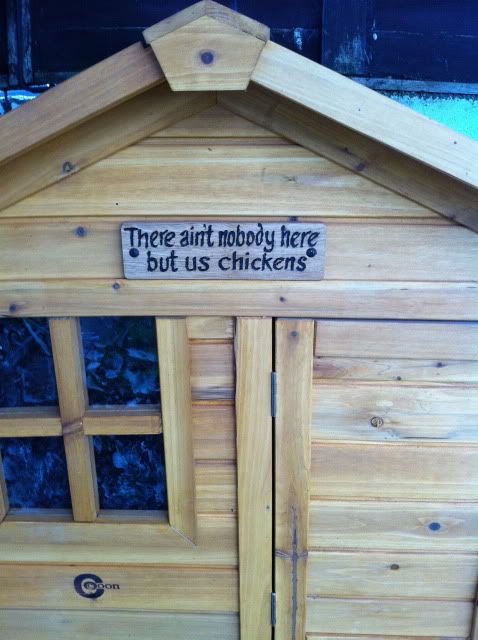 There ain't nobody here
but us chickens